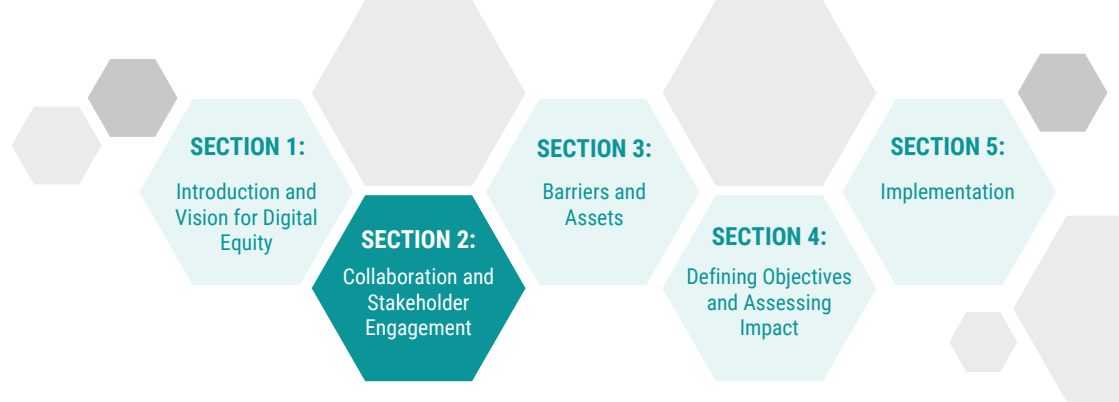 SECTION 1:
Introduction and
Vision for Digital
Equity
SECTION 2:
Collaboration and
Stakeholder
Engagement
SECTION 3:
Barriers and
Assets
SECTION 4:
Defining Objectives
and Assessing
Impact
SECTION 5:
Implementation